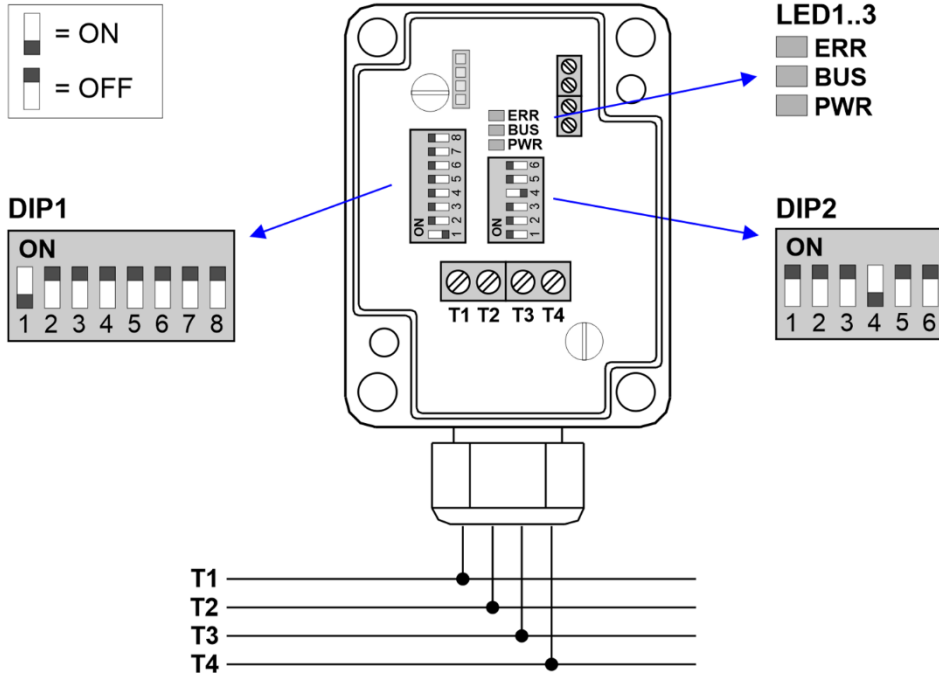 = ON
= OFF
LED1..3
ERR
BUS
PWR
ERR
BUS
PWR
DIP1
ON
1 2 3 4 5 6 7 8
ON
1 2 3 4 5 6 7 8
ON
1 2 3 4 5 6
DIP2
ON
1 2 3 4 5 6
T1 T2 T3 T4
T1
T2
T3
T4